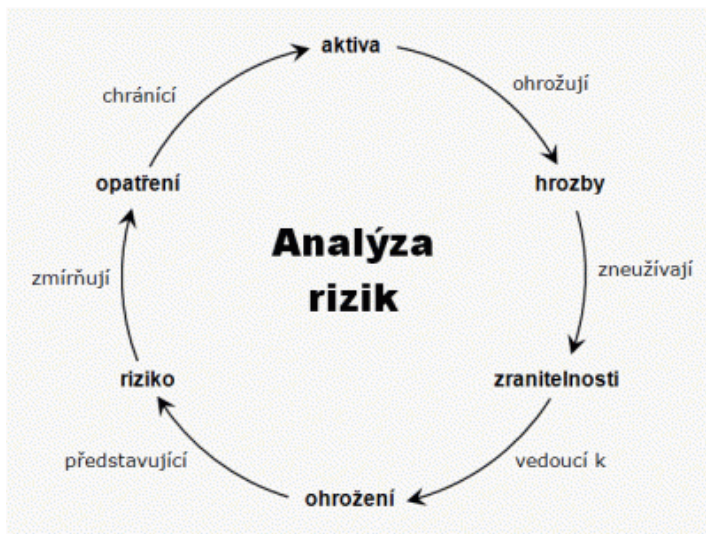 aktiva
ohrožují
hrozby
zneužívají
zranitelnosti
vedoucí k
ohrožení
představující
riziko
zmírňují
opatření
chránící
Analýza
rizik